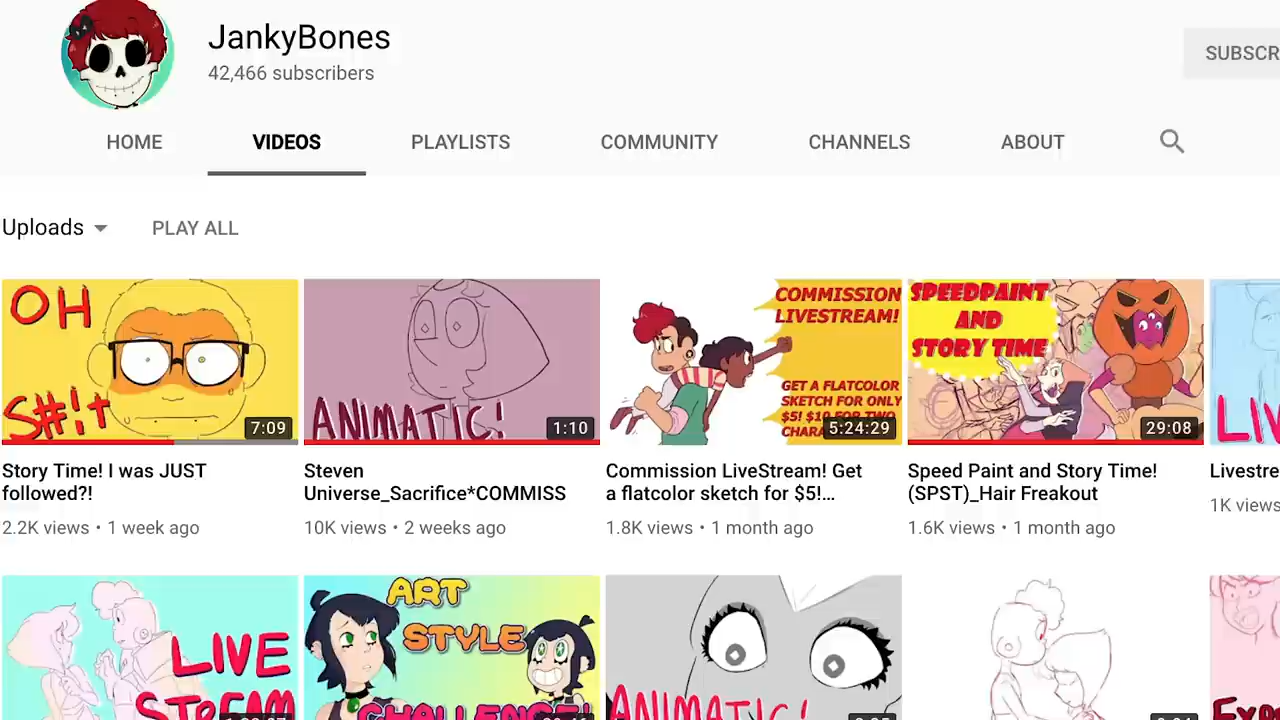 JankyBones
42,466 subscribers
SUBSCR
HOME VIDEOS PLAYLISTS COMMUNITY CHANNELS ABOUT
Uploads PLAY ALL
OH
S#!t
7:09
ANIMATIC!
1:10
COMMISSION
LIVESTREAM!
GET A FLATCOLOR
SKETCH FOR ONLY
$5! $10 FOR TWO
CHARA
5:24:29
SPEEDPAINT
AND
STORY TIME
29:08
LIV
Story Time! I was JUST
followed?!
2.2K views • 1 week ago
Steven
Universe_Sacrifice*COMMISS
10K views • 2 weeks ago
Commission LiveStream! Get
a flatcolor sketch for $5!...
1.8K views • 1 month ago
Speed Paint and Story Time!
(SPST)_Hair Freakout
1.6K views • 1 month ago
Livestre
1K views
LIVE
STREAM
ART
STYLE
CHALLENGE!
ANIMATIC!